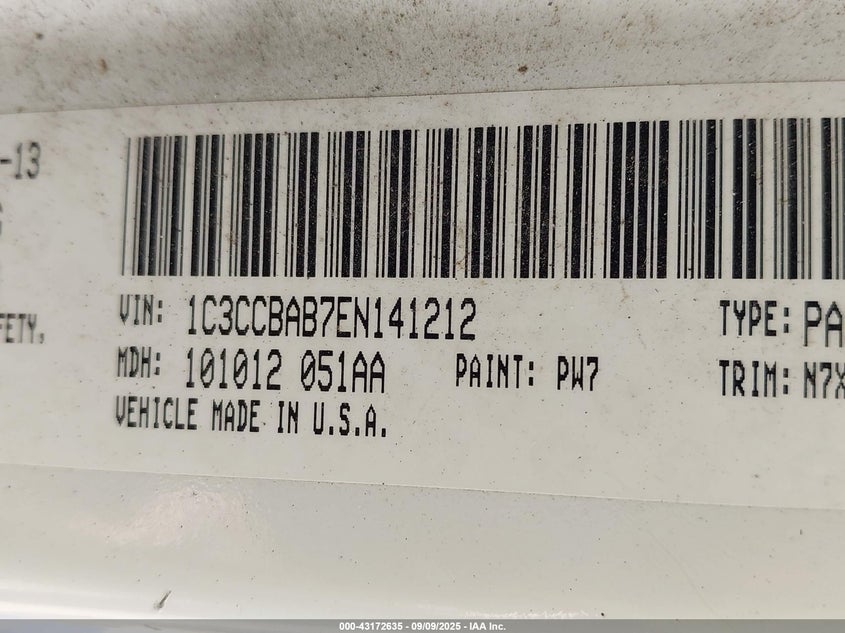 -13
FETY,
VIN: 1C3CCBAB7EN141212 TYPE: PA
MDH: 101012 051AA PAINT: PW7 TRIM: N7X
VEHICLE MADE IN U.S.A.
000-43172635 - 09/09/2025 - IAA Inc.